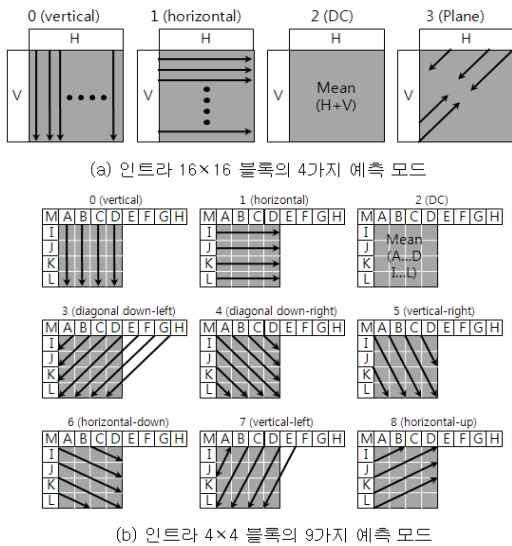 0 (vertical) 1 (horizontal) 2 (DC) 3 (Plane)
H H H H
V V V Mean V
(H+V)
(a) 인트라 16×16 블록의 4가지 예측 모드
0 (vertical) 1 (horizontal) 2 (DC)
M A B C D E F G H M A B C D E F G H M A B C D E F G H
I I I Mean
J J J (A...D
K K K I...L)
L L L
3 (diagonal down-left) 4 (diagonal down-right) 5 (vertical-right)
M A B C D E F G H M A B C D E F G H M A B C D E F G H
I I I
J J J
K K K
L L L
6 (horizontal-down) 7 (vertical-left) 8 (horizontal-up)
M A B C D E F G H M A B C D E F G H M A B C D E F G H
I I I
J J J
K K K
L L L
(b) 인트라 4×4 블록의 9가지 예측 모드